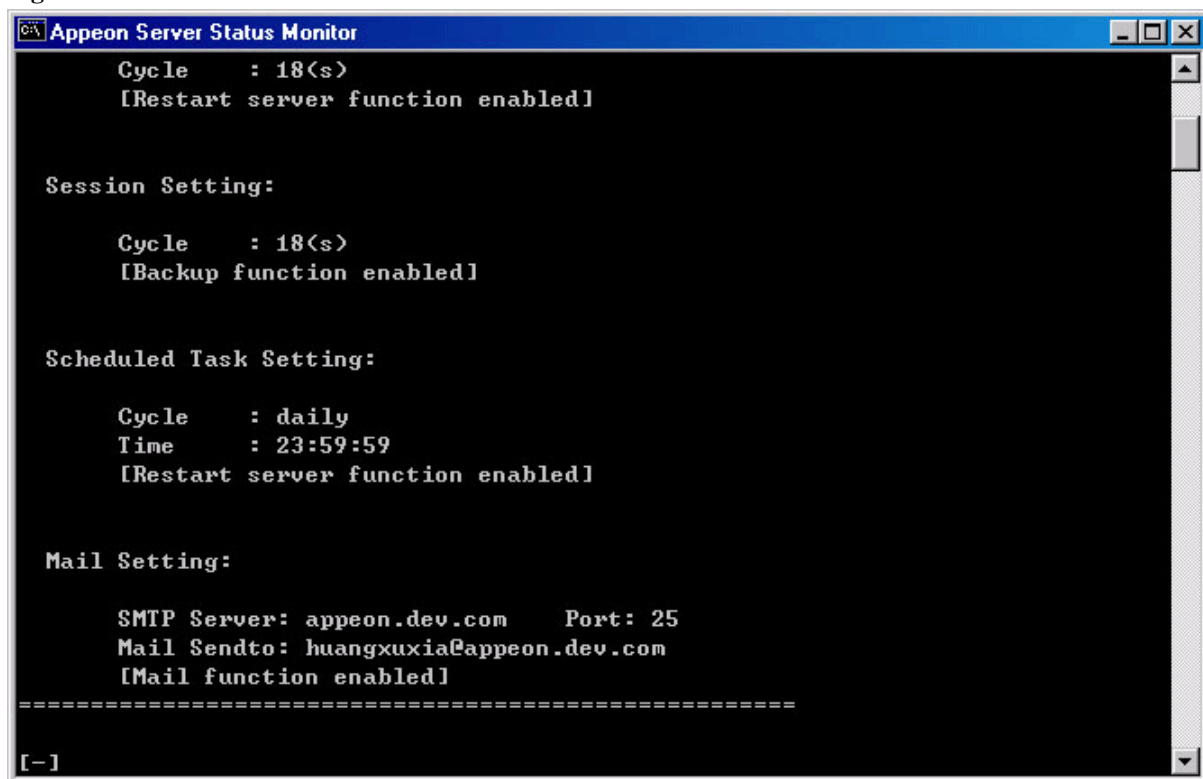 Appeon Server Status Monitor
Cycle : 18(s)
[Restart server function enabled]
Session Setting:
Cycle : 18(s)
[Backup function enabled]
Scheduled Task Setting:
Cycle : daily
Time : 23:59:59
[Restart server function enabled]
Mail Setting:
SMTP Server: appeon.dev.com Port: 25
Mail Sendto: huangxuxia@appeon.dev.com
[Mail function enabled]
======================================================
[-]